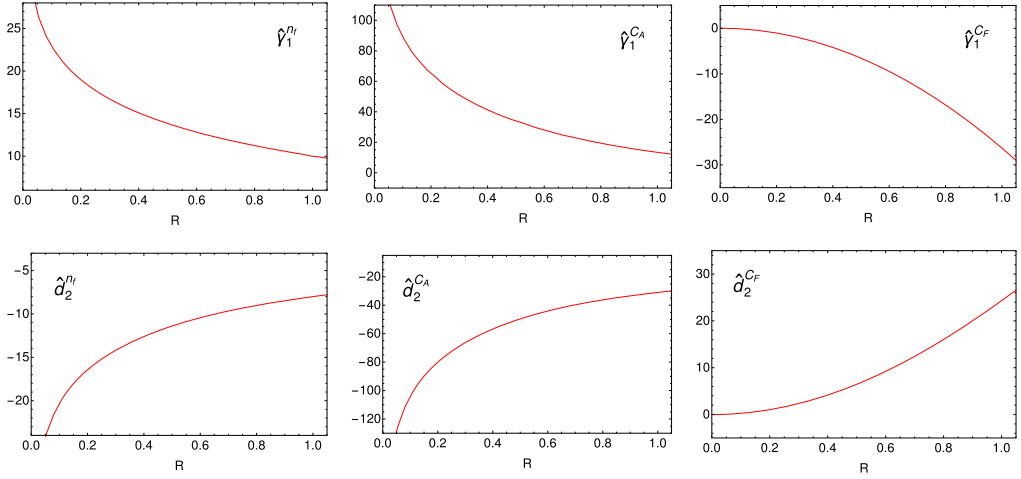 γ̂₁^{n_f}
25
20
15
10
0.0 0.2 0.4 0.6 0.8 1.0
R
γ̂₁^{C_A}
100
80
60
40
20
0
0.0 0.2 0.4 0.6 0.8 1.0
R
γ̂₁^{C_F}
0
−10
−20
−30
0.0 0.2 0.4 0.6 0.8 1.0
R
d̂₂^{n_f}
−5
−10
−15
−20
0.0 0.2 0.4 0.6 0.8 1.0
R
d̂₂^{C_A}
−20
−40
−60
−80
−100
−120
0.0 0.2 0.4 0.6 0.8 1.0
R
d̂₂^{C_F}
30
20
10
0
0.0 0.2 0.4 0.6 0.8 1.0
R